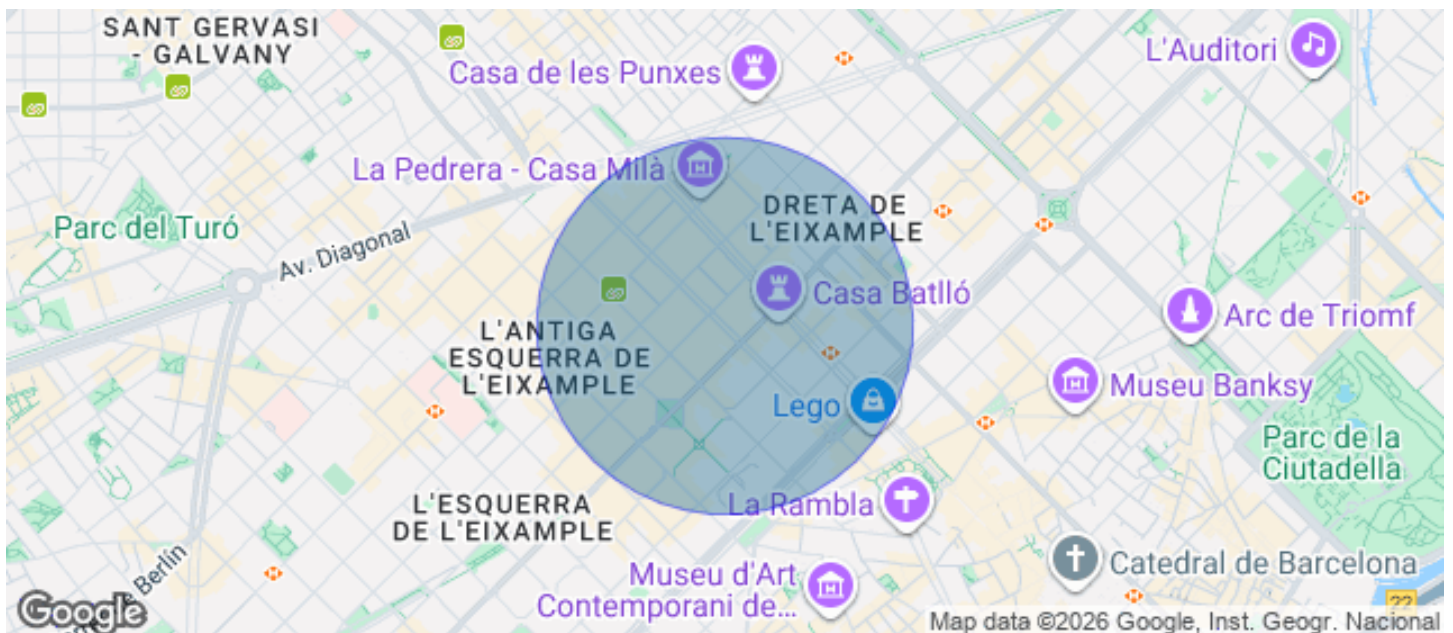 SANT GERVASI
- GALVANY
L'Auditori
Casa de les Punxes
La Pedrera - Casa Milà
DRETA DE
L'EIXAMPLE
Parc del Turó
Av. Diagonal
Casa Batlló
Arc de Triomf
L'ANTIGA
ESQUERRA DE
L'EIXAMPLE
Museu Banksy
Lego
Parc de la
Ciutadella
L'ESQUERRA
DE L'EIXAMPLE
La Rambla
Berlín
Museu d'Art
Contemporani de...
Catedral de Barcelona
22
Google
Map data ©2026 Google, Inst. Geogr. Nacional